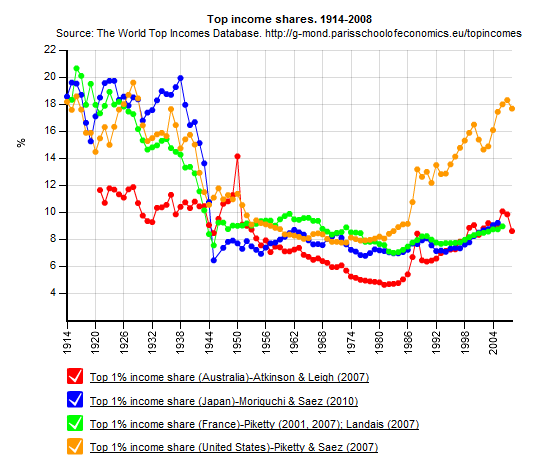 Top income shares. 1914-2008
Source: The World Top Incomes Database. http://g-mond.parisschoolofeconomics.eu/topincomes
22
20
18
16
14
12
10
8
6
4
%
1914 1920 1926 1932 1938 1944 1950 1956 1962 1968 1974 1980 1986 1992 1998 2004
Top 1% income share (Australia)-Atkinson & Leigh (2007)
Top 1% income share (Japan)-Moriguchi & Saez (2010)
Top 1% income share (France)-Piketty (2001, 2007); Landais (2007)
Top 1% income share (United States)-Piketty & Saez (2007)